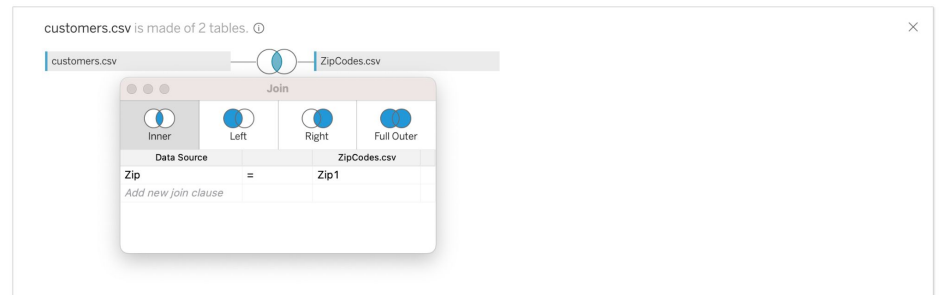 customers.csv is made of 2 tables.
customers.csv
ZipCodes.csv
Join
Inner
Left
Right
Full Outer
Data Source
ZipCodes.csv
Zip = Zip1
Add new join clause